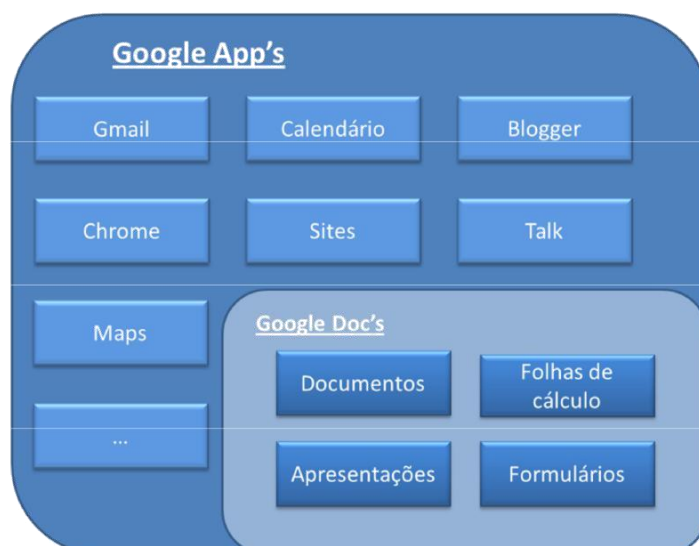 Google App's
Gmail
Calendário
Blogger
Chrome
Sites
Talk
Maps
...
Google Doc's
Documentos
Folhas de
cálculo
Apresentações
Formulários